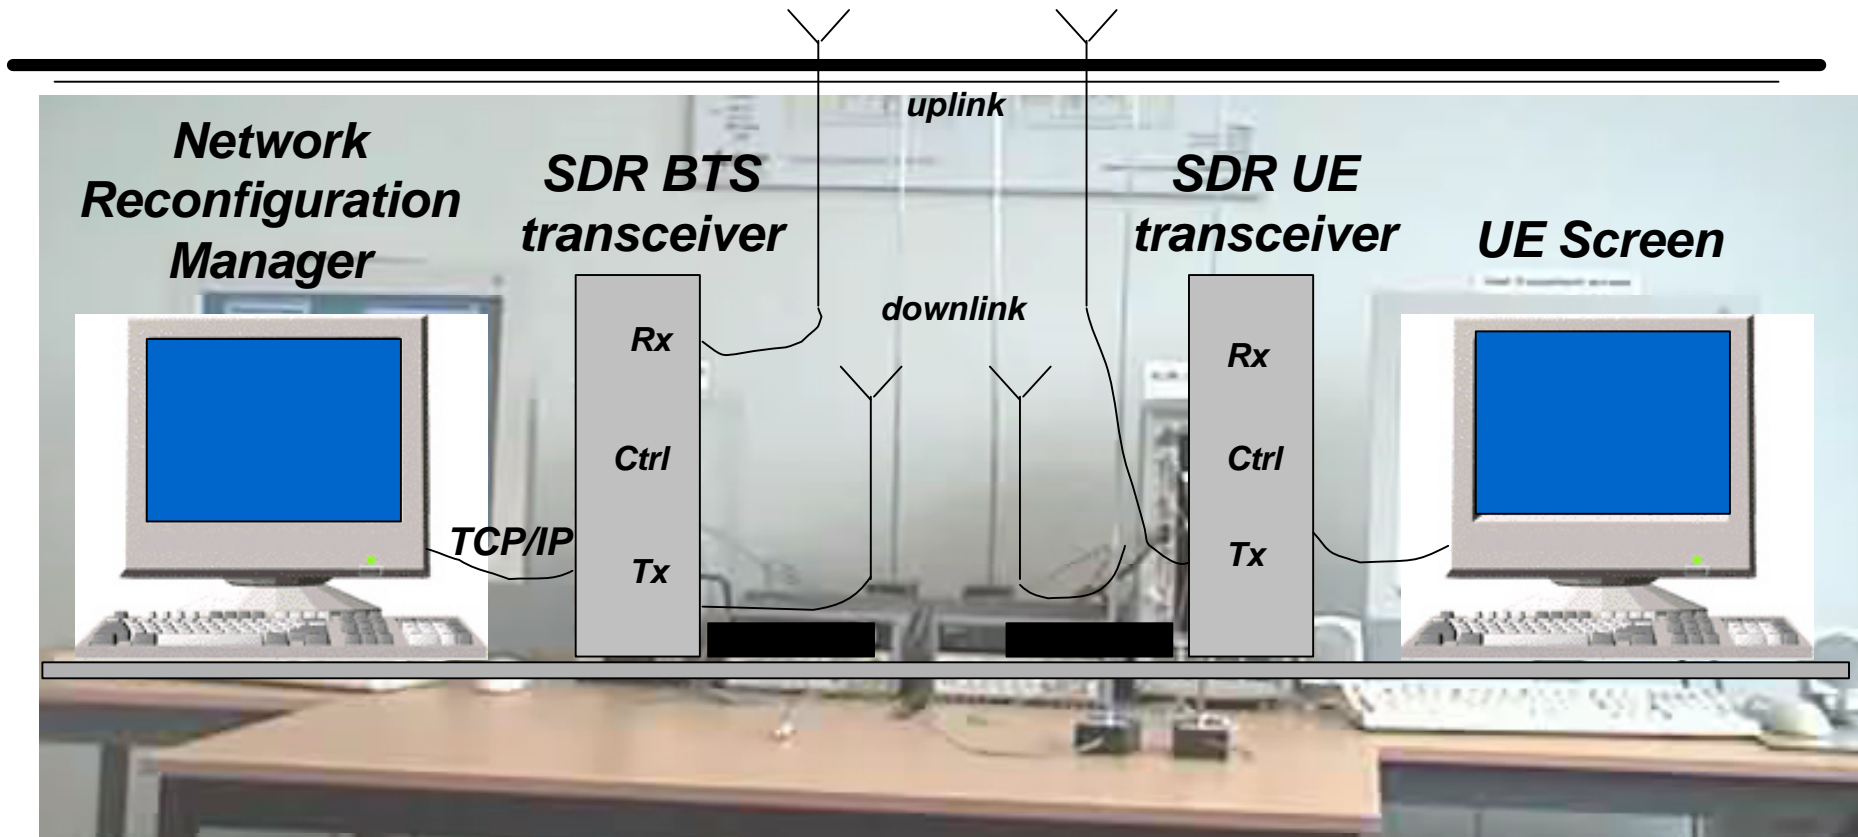 uplink
Network
Reconfiguration
Manager
SDR BTS
transceiver
SDR UE
transceiver
UE Screen
downlink
Rx
Ctrl
Tx
Rx
Ctrl
Tx
TCP/IP